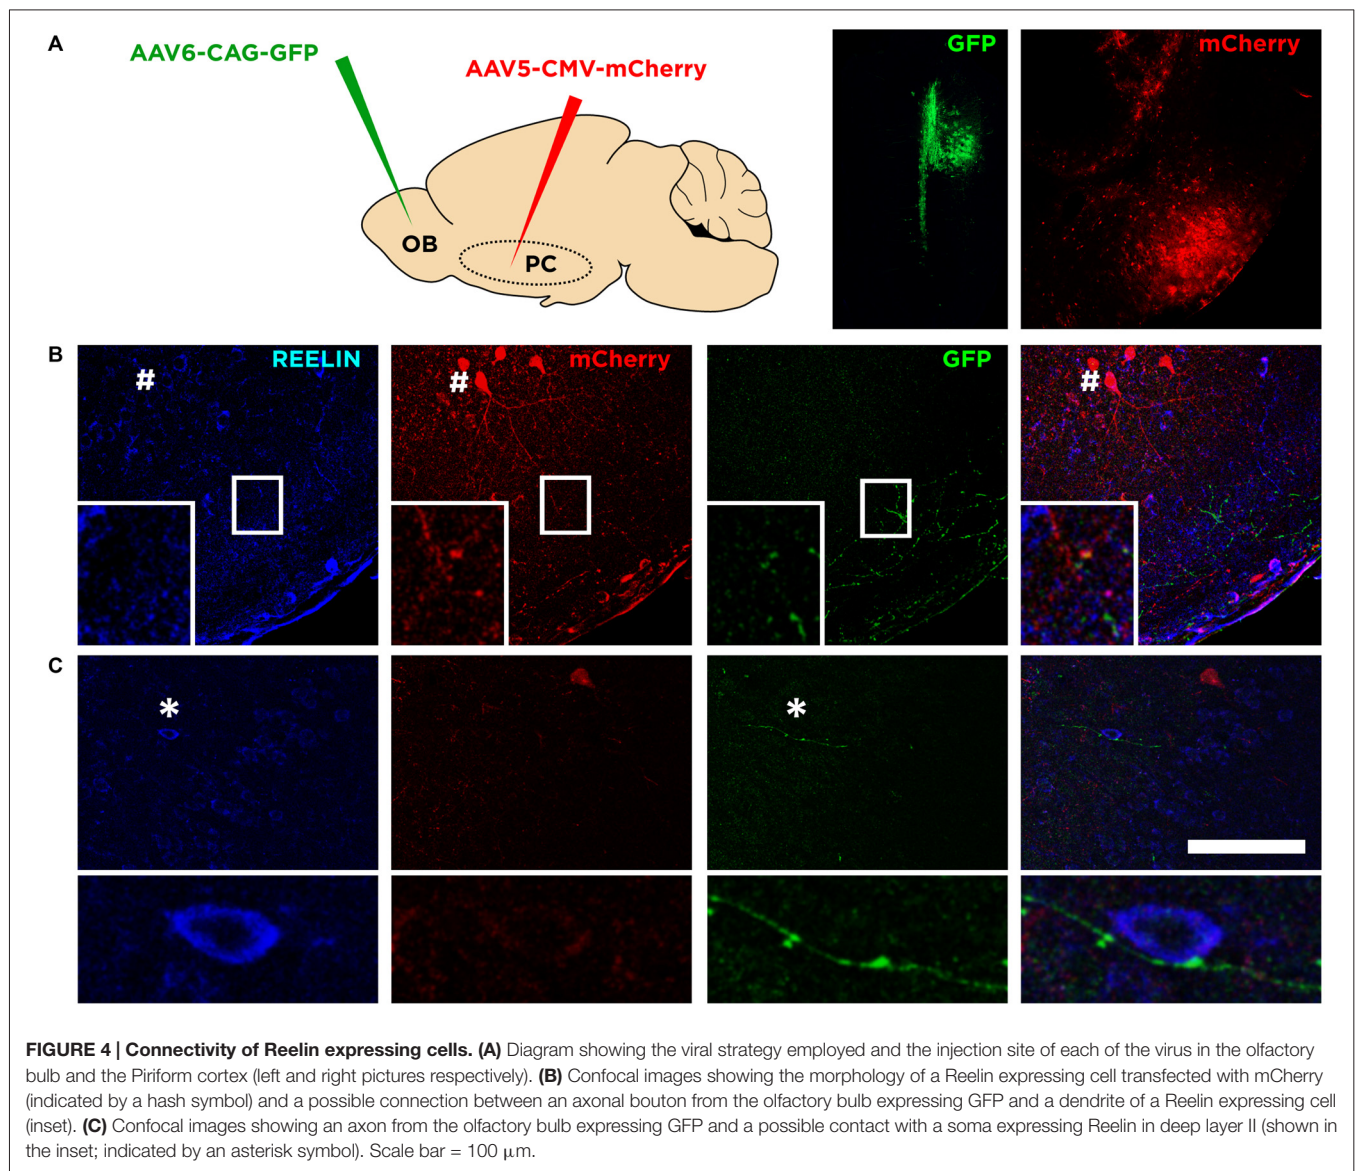 A
AAV6-CAG-GFP
AAV5-CMV-mCherry
OB
PC
GFP
mCherry
B
REELIN
mCherry
GFP
#
#
#
C
*
*
FIGURE 4 | Connectivity of Reelin expressing cells. (A) Diagram showing the viral strategy employed and the injection site of each of the virus in the olfactory
bulb and the Piriform cortex (left and right pictures respectively). (B) Confocal images showing the morphology of a Reelin expressing cell transfected with mCherry
(indicated by a hash symbol) and a possible connection between an axonal bouton from the olfactory bulb expressing GFP and a dendrite of a Reelin expressing cell
(inset). (C) Confocal images showing an axon from the olfactory bulb expressing GFP and a possible contact with a soma expressing Reelin in deep layer II (shown in
the inset; indicated by an asterisk symbol). Scale bar = 100 μm.